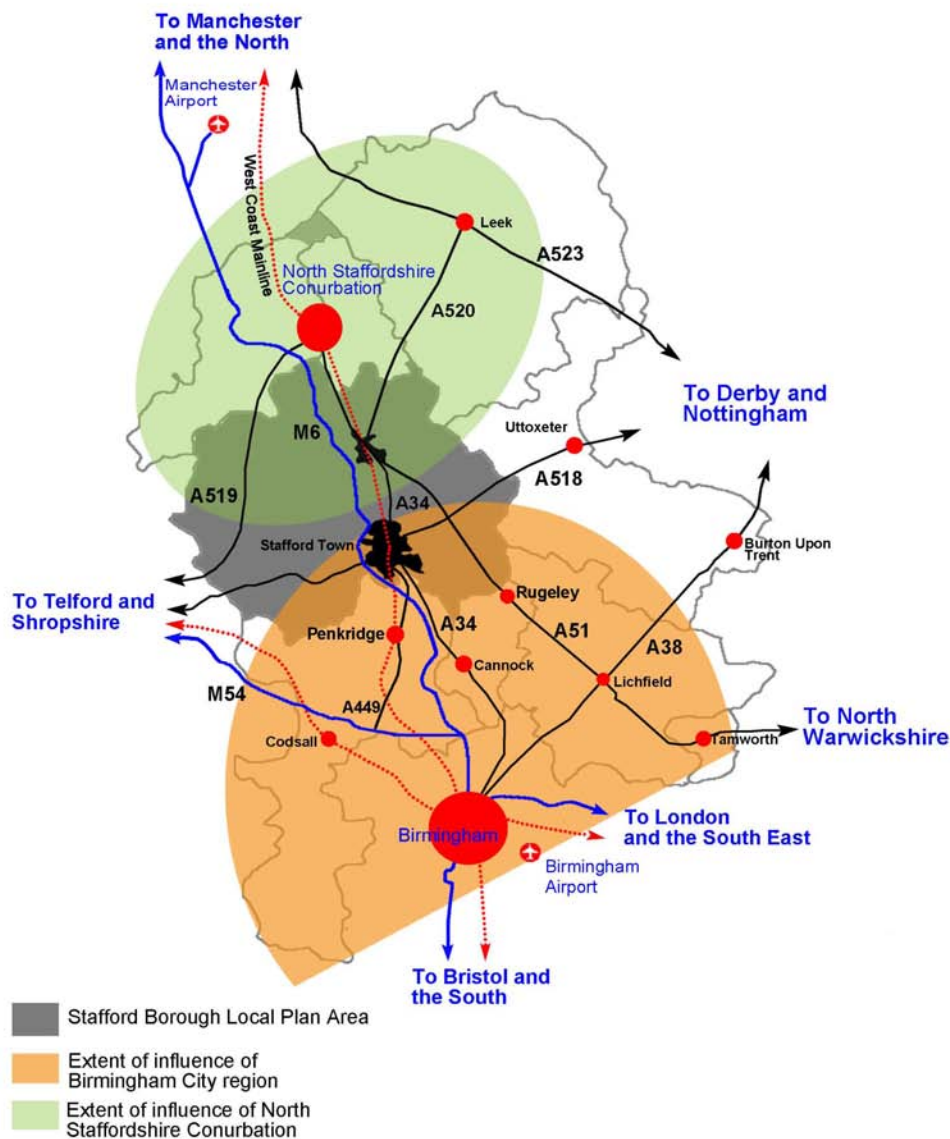 To Manchester
and the North
Manchester
Airport
West Coast Mainline
Leek
A523
North Staffordshire
Conurbation
A520
To Derby and
Nottingham
Uttoxeter
M6
A518
A519
A34
Stafford Town
Burton Upon
Trent
To Telford and
Shropshire
Rugeley
Penkridge
A34
A51
A38
Cannock
Lichfield
M54
A449
To North
Warwickshire
Codsall
Tamworth
To London
and the South East
Birmingham
Birmingham
Airport
To Bristol and
the South
Stafford Borough Local Plan Area
Extent of influence of
Birmingham City region
Extent of influence of North
Staffordshire Conurbation